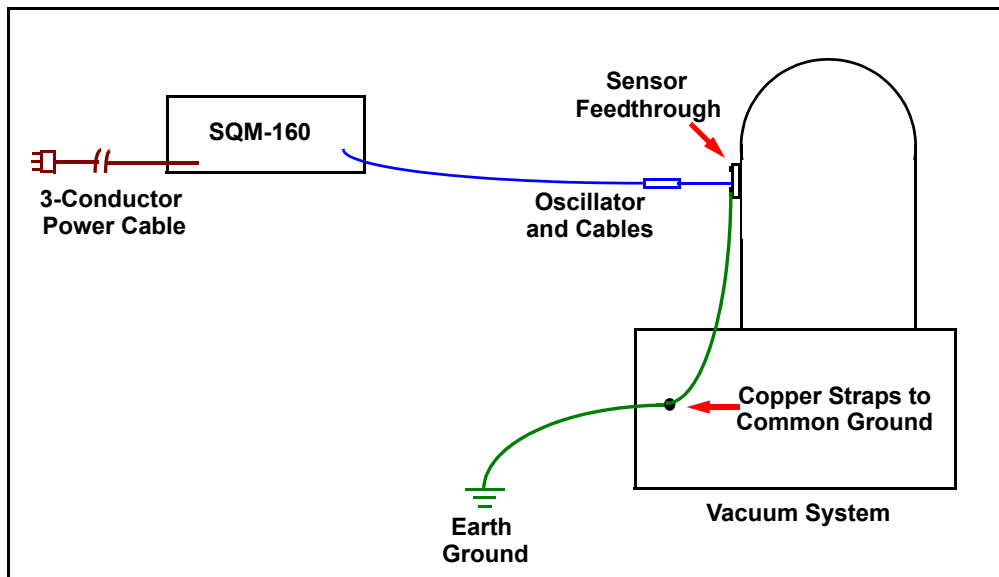 Sensor
Feedthrough
SQM-160
3-Conductor
Power Cable
Oscillator
and Cables
Copper Straps to
Common Ground
Vacuum System
Earth
Ground